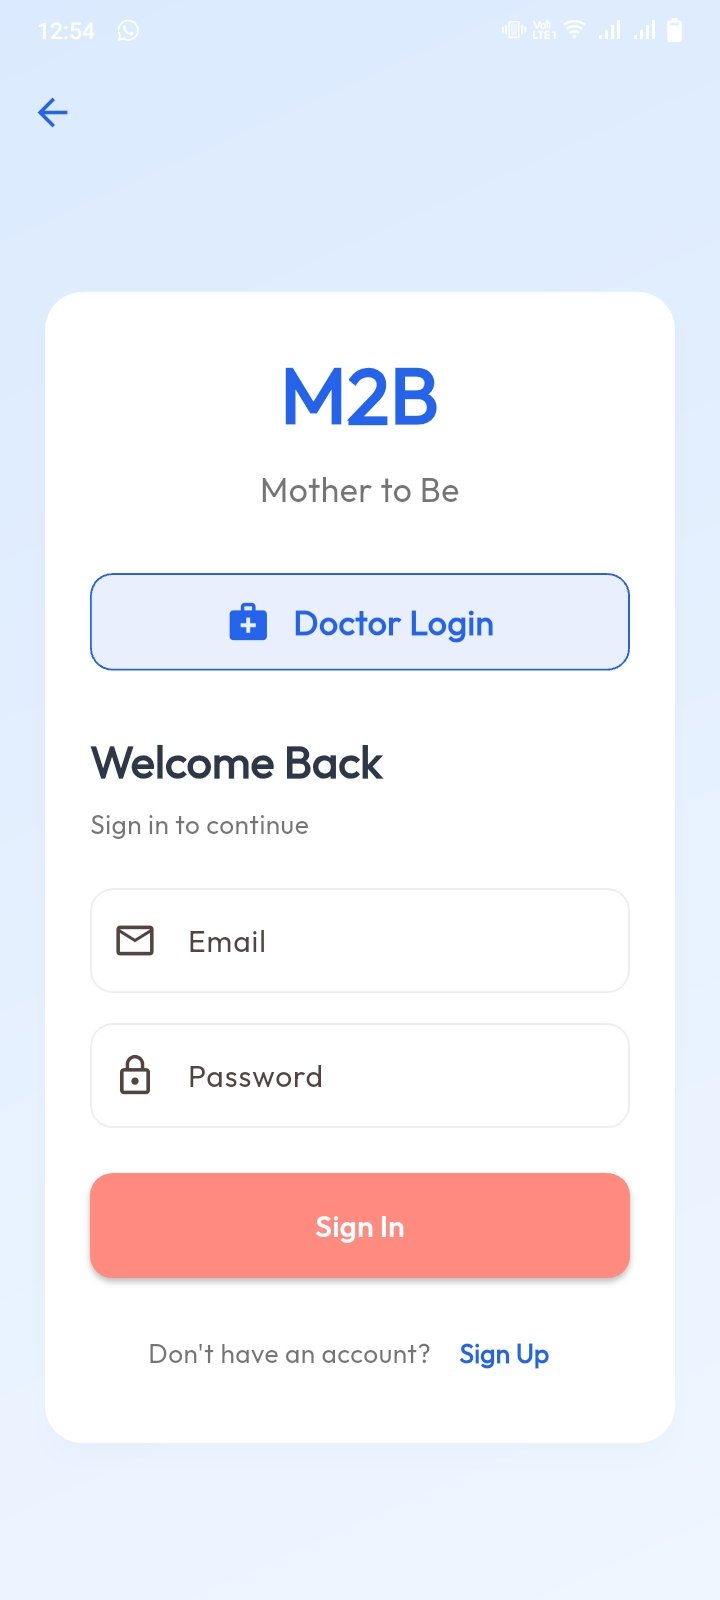 12:54
VoLTE1
M2B
Mother to Be
Doctor Login
Welcome Back
Sign in to continue
Email
Password
Sign In
Don't have an account? Sign Up